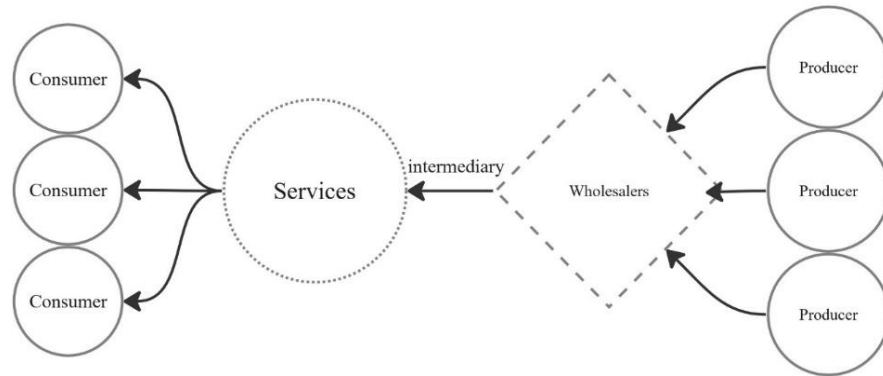 Consumer
Consumer
Consumer
Services
intermediary
Wholesalers
Producer
Producer
Producer